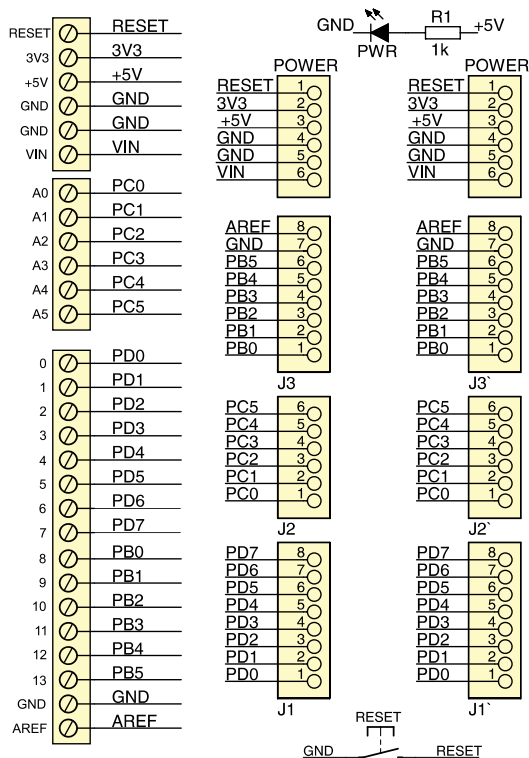 RESET RESET
3V3 3V3
+5V +5V
GND GND
GND GND
VIN VIN
A0 PC0
A1 PC1
A2 PC2
A3 PC3
A4 PC4
A5 PC5
0 PD0
1 PD1
2 PD2
3 PD3
4 PD4
5 PD5
6 PD6
7 PD7
8 PB0
9 PB1
10 PB2
11 PB3
12 PB4
13 PB5
GND GND
AREF AREF
GND PWR R1 1k +5V
POWER
RESET 1
3V3 2
+5V 3
GND 4
GND 5
VIN 6
AREF 8
GND 7
PB5 6
PB4 5
PB3 4
PB2 3
PB1 2
PB0 1
J3
PC5 6
PC4 5
PC3 4
PC2 3
PC1 2
PC0 1
J2
PD7 8
PD6 7
PD5 6
PD4 5
PD3 4
PD2 3
PD1 2
PD0 1
J1
POWER
RESET 1
3V3 2
+5V 3
GND 4
GND 5
VIN 6
AREF 8
GND 7
PB5 6
PB4 5
PB3 4
PB2 3
PB1 2
PB0 1
J3`
PC5 6
PC4 5
PC3 4
PC2 3
PC1 2
PC0 1
J2`
PD7 8
PD6 7
PD5 6
PD4 5
PD3 4
PD2 3
PD1 2
PD0 1
J1`
RESET
GND RESET